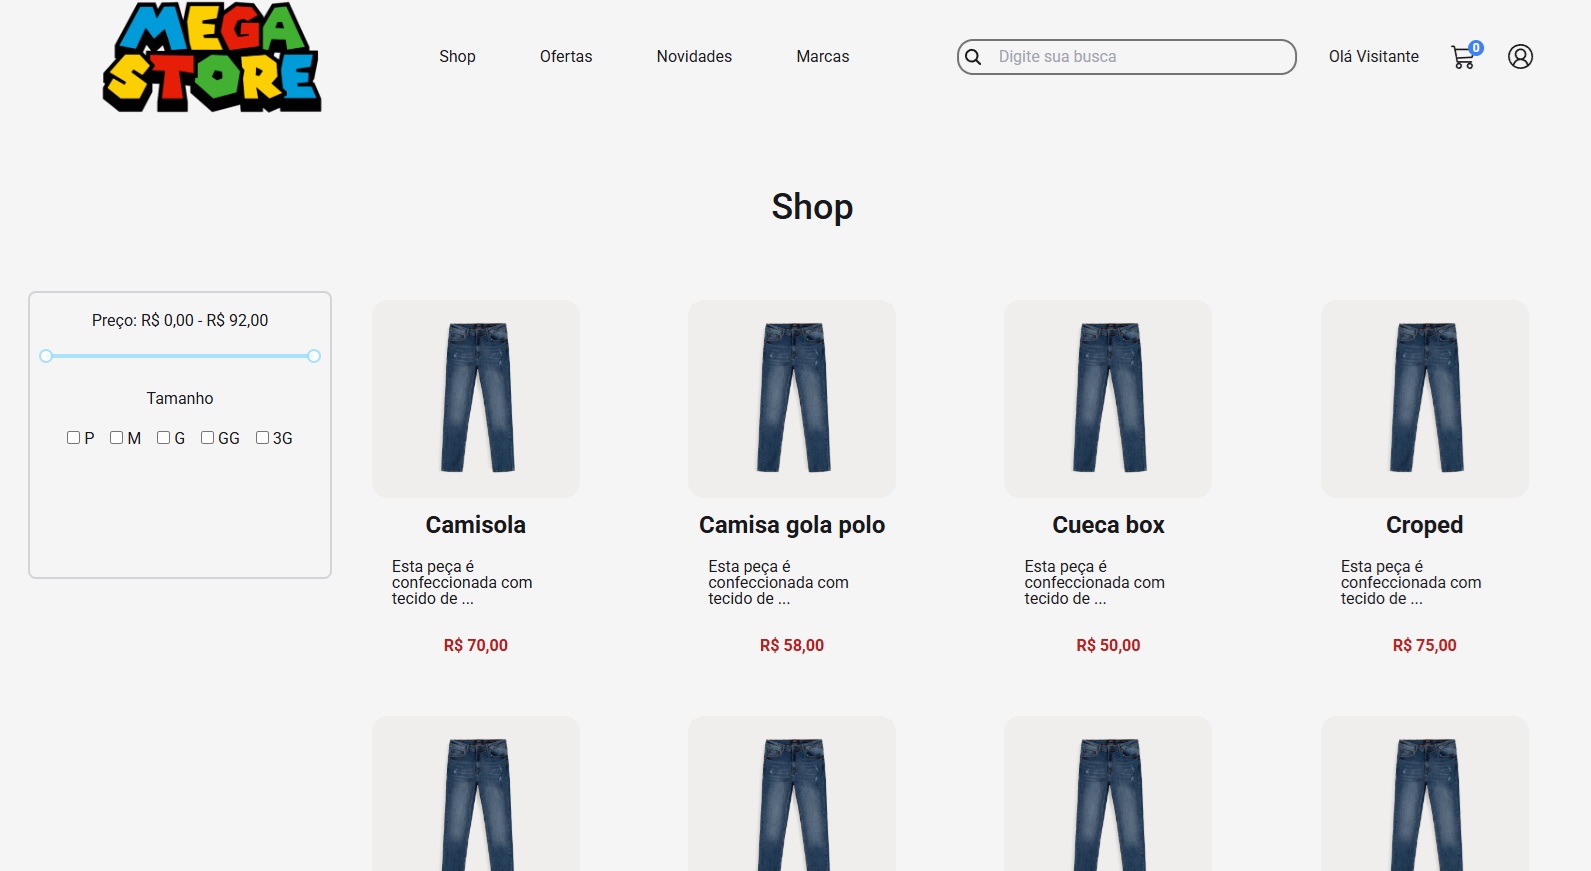 MEGA
STORE
Shop
Ofertas
Novidades
Marcas
Digite sua busca
Olá Visitante
0
Shop
Preço: R$ 0,00 - R$ 92,00
Tamanho
P M G GG 3G
Camisola
Esta peça é
confeccionada com
tecido de ...
R$ 70,00
Camisa gola polo
Esta peça é
confeccionada com
tecido de ...
R$ 58,00
Cueca box
Esta peça é
confeccionada com
tecido de ...
R$ 50,00
Croped
Esta peça é
confeccionada com
tecido de ...
R$ 75,00